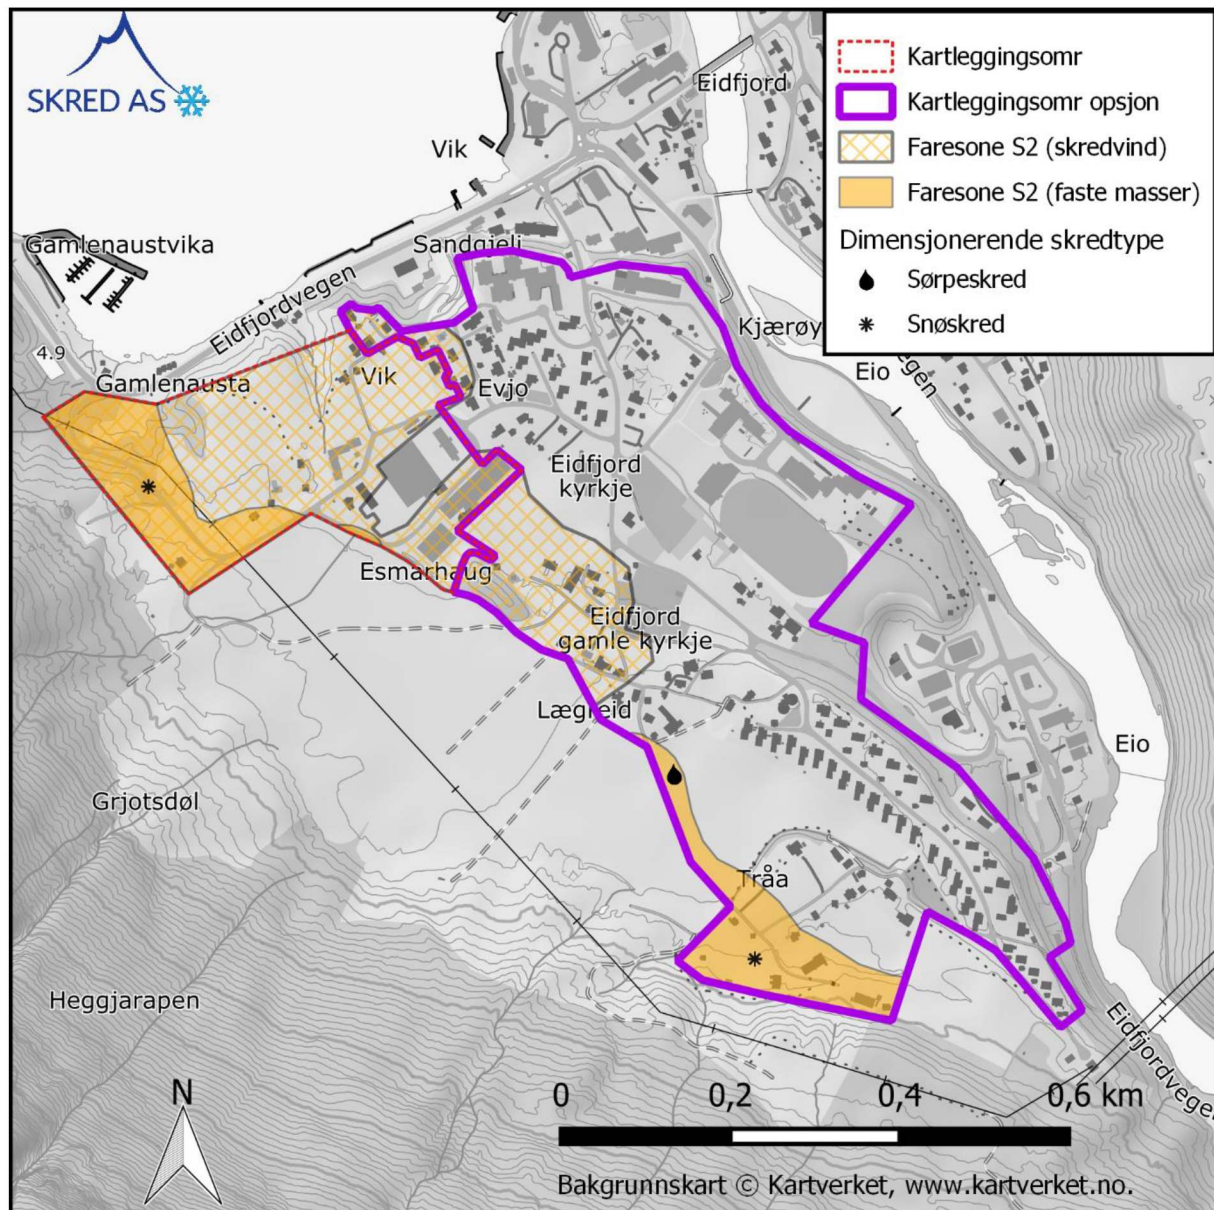 SKRED AS
Kartleggingsomr
Kartleggingsomr opsjon
Faresone S2 (skredvind)
Faresone S2 (faste masser)
Dimensjonerende skredtype
Sørpeskred
Snøskred
Eidfjord
Vik
Gamlenaustvika
Sandgjeli
Eidfjordvegen
Kjærøy
4.9
Eio
Gamlenausta
Vik
Evjo
Eidfjord
kyrkje
Esmarhaug
Eidfjord
gamle kyrkje
Lægreid
Eio
Grjotsdøl
Tråa
Heggjarapen
Eidfjordvegen
N
0
0,2
0,4
0,6 km
Bakgrunnskart © Kartverket, www.kartverket.no.